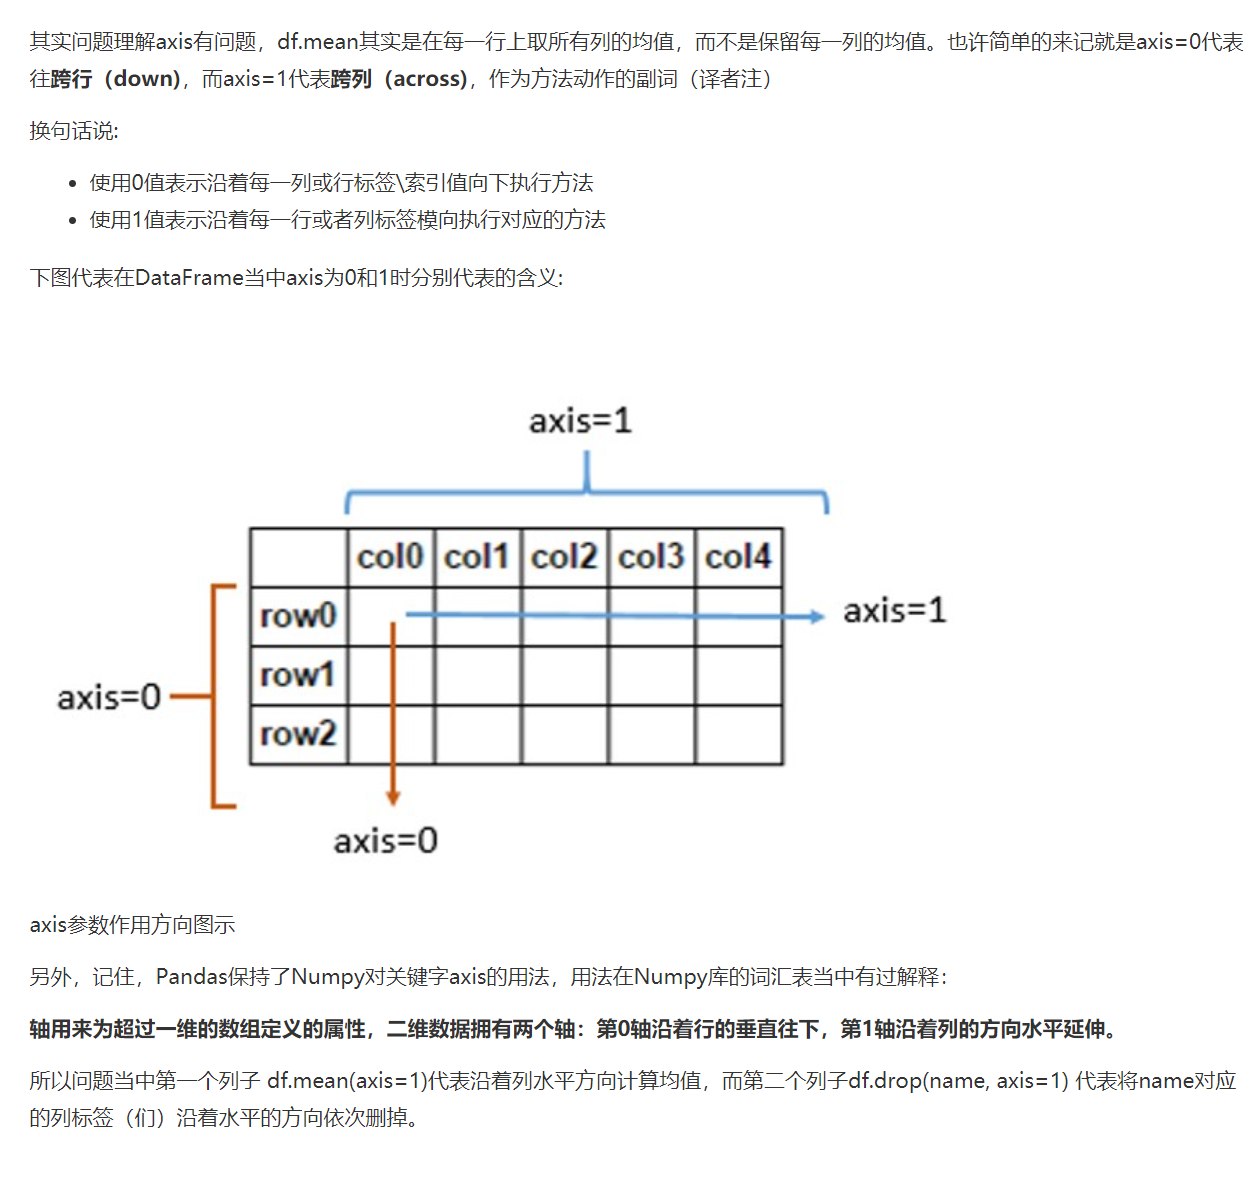 其实问题理解axis有问题，df.mean其实是在每一行上取所有列的均值，而不是保留每一列的均值。也许简单的来记就是axis=0代表
往跨行（down)，而axis=1代表跨列（across)，作为方法动作的副词（译者注）
换句话说:
使用0值表示沿着每一列或行标签\索引值向下执行方法
使用1值表示沿着每一行或者列标签模向执行对应的方法
下图代表在DataFrame当中axis为0和1时分别代表的含义:
axis=1
col0 col1 col2 col3 col4
row0
axis=1
row1
axis=0
row2
axis=0
axis参数作用方向图示
另外，记住，Pandas保持了Numpy对关键字axis的用法，用法在Numpy库的词汇表当中有过解释：
轴用来为超过一维的数组定义的属性，二维数据拥有两个轴：第0轴沿着行的垂直往下，第1轴沿着列的方向水平延伸。
所以问题当中第一个列子 df.mean(axis=1)代表沿着列水平方向计算均值，而第二个列子df.drop(name, axis=1) 代表将name对应
的列标签（们）沿着水平的方向依次删掉。